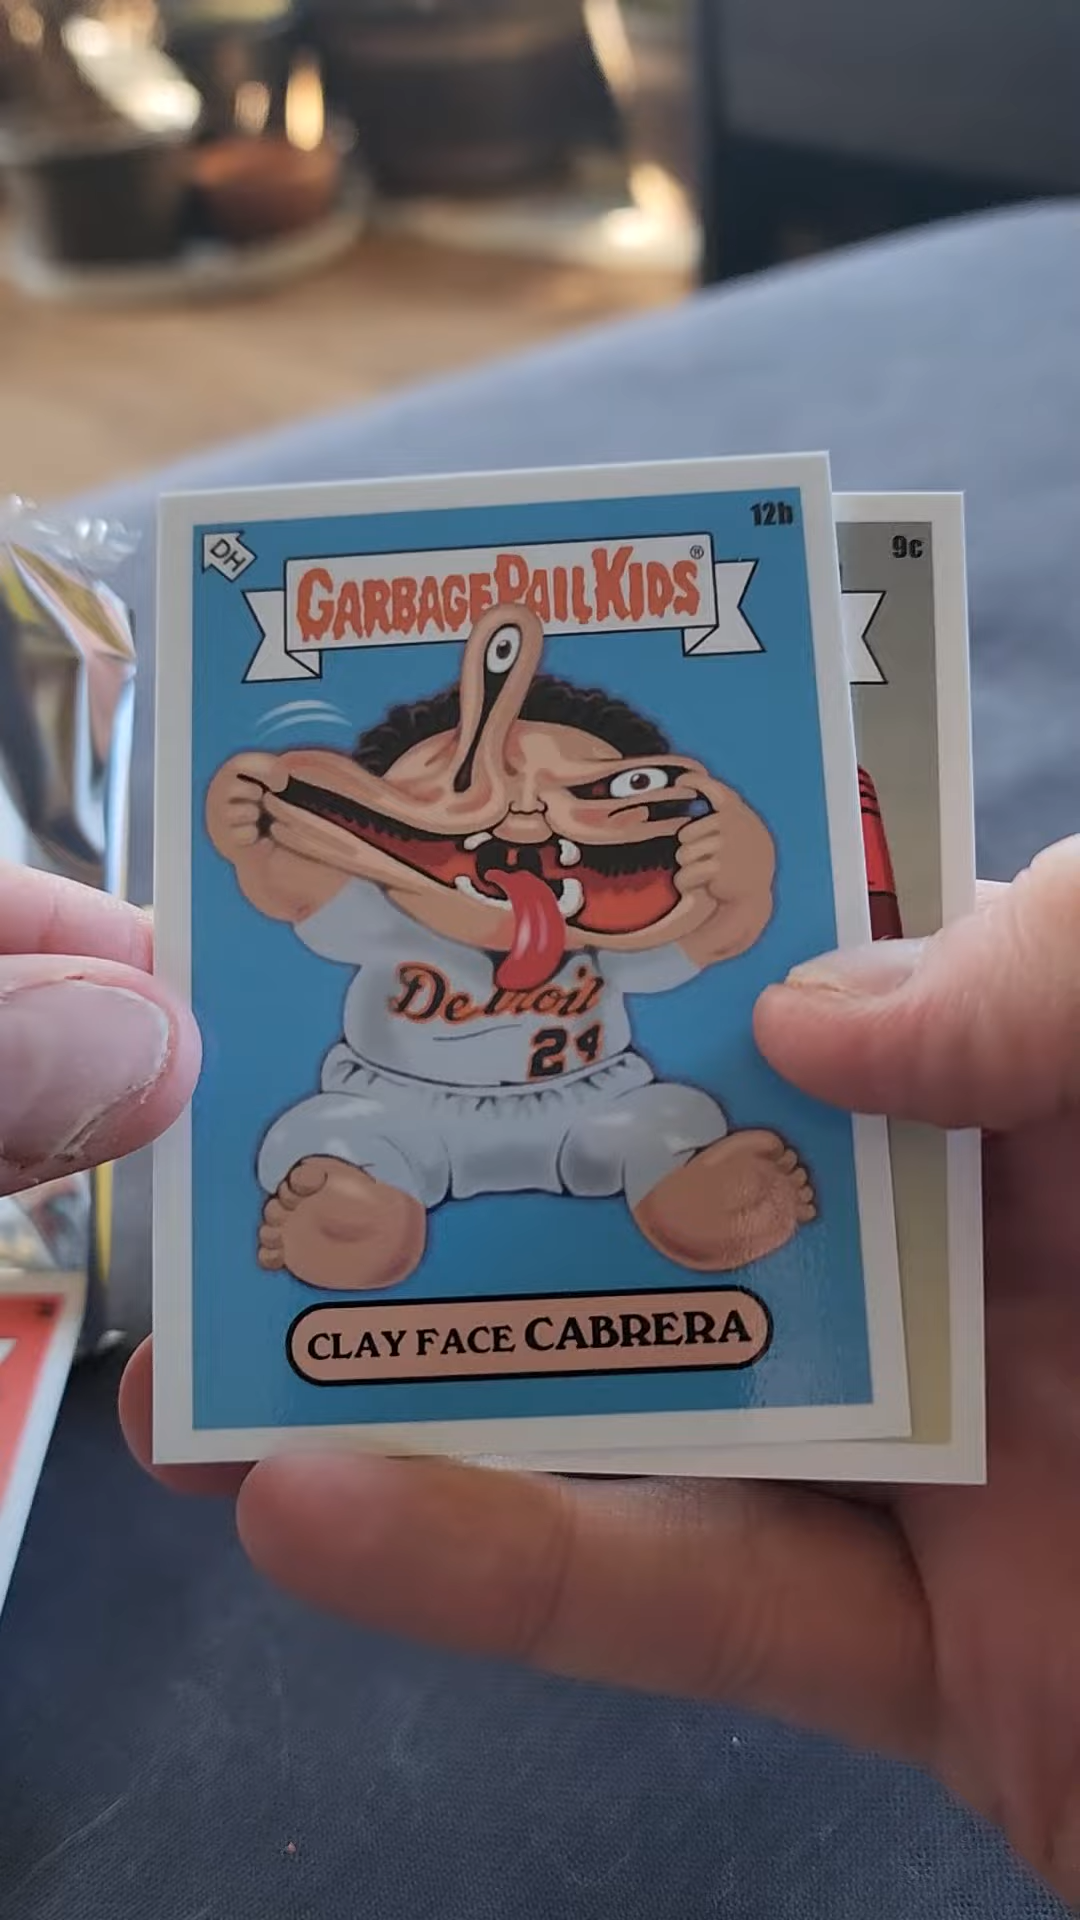 12b
DH
GARBAGE PAIL KIDS®
9c
Detroit
24
CLAY FACE CABRERA